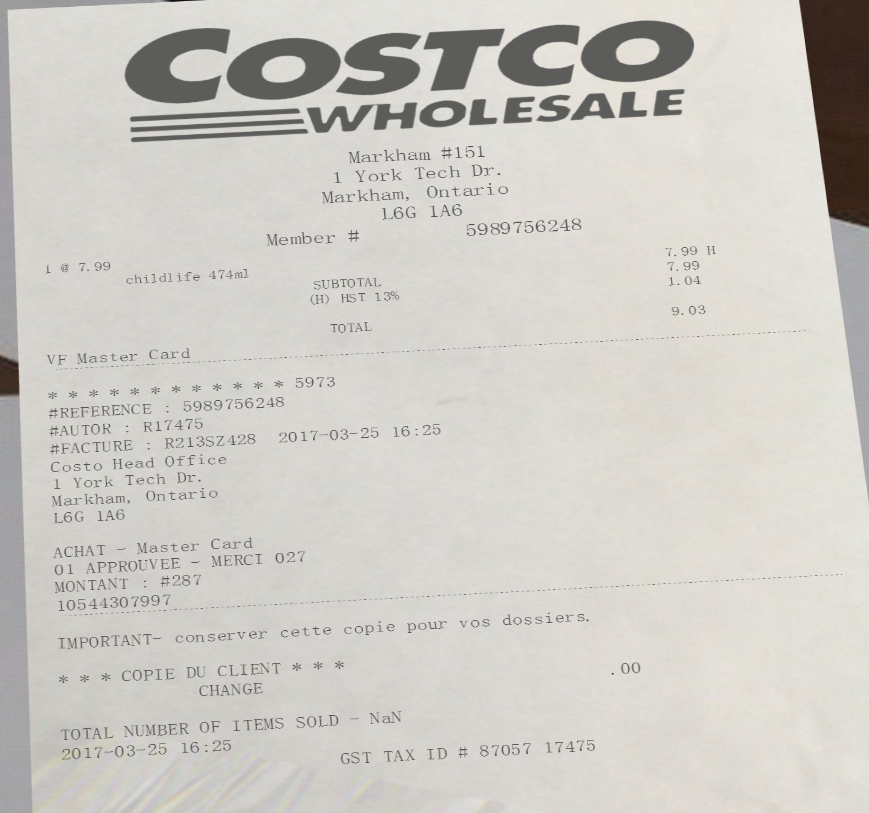 COSTCO
WHOLESALE
Markham #151
1 York Tech Dr.
Markham, Ontario
L6G 1A6
Member # 5989756248
1 @ 7.99 7.99 H
childlife 474ml
SUBTOTAL 7.99
(H) HST 13% 1.04
TOTAL 9.03
VF Master Card
* * * * * * * * * * * * 5973
#REFERENCE : 5989756248
#AUTOR : R17475
#FACTURE : R213SZ428 2017-03-25 16:25
Costo Head Office
1 York Tech Dr.
Markham, Ontario
L6G 1A6
ACHAT - Master Card
01 APPROUVEE - MERCI 027
MONTANT : #287
10544307997
IMPORTANT- conserver cette copie pour vos dossiers.
* * * COPIE DU CLIENT * * *
CHANGE .00
TOTAL NUMBER OF ITEMS SOLD - NaN
2017-03-25 16:25
GST TAX ID # 87057 17475